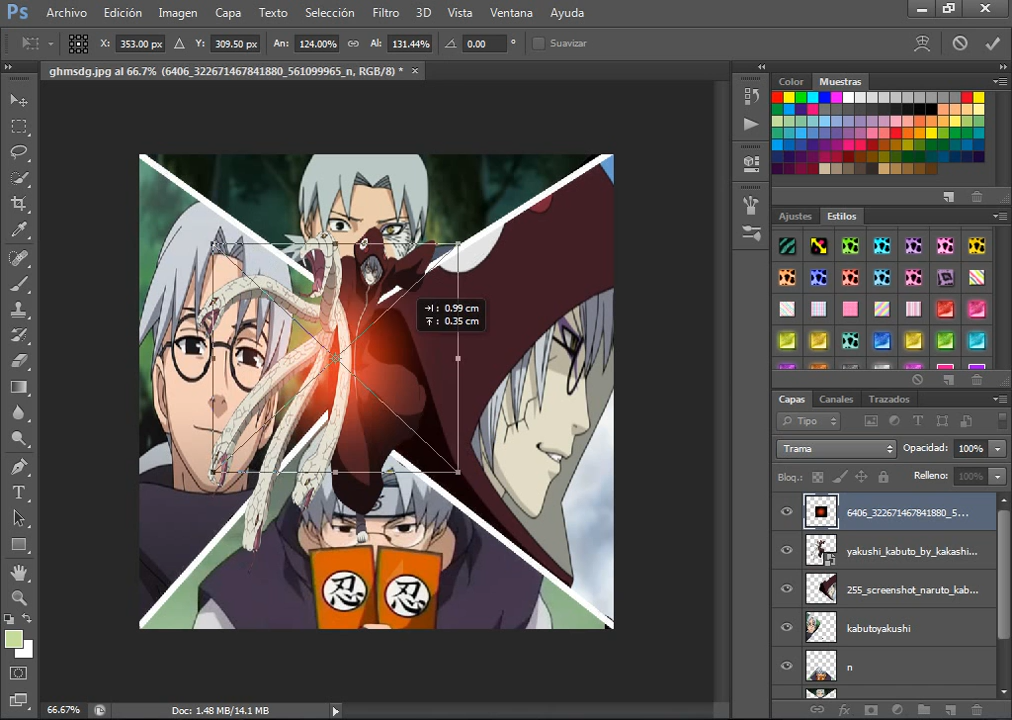 Ps Archivo Edición Imagen Capa Texto Selección Filtro 3D Vista Ventana Ayuda
X: 353.00 px Y: 309.50 px An: 124.00% Al: 131.44% 0.00 ° Suavizar
ghmsdg.jpg al 66.7% (6406_322671467841880_561099965_n, RGB/8) * ×
Color Muestras
Ajustes Estilos
: 0.99 cm
: 0.35 cm
Capas Canales Trazados
Tipo
Trama Opacidad: 100%
Bloq.: Relleno: 100%
6406_322671467841880_5...
yakushi_kabuto_by_kakashi...
255_screenshot_naruto_kab...
kabutoyakushi
n
忍 忍
66.67% Doc: 1.48 MB/14.1 MB